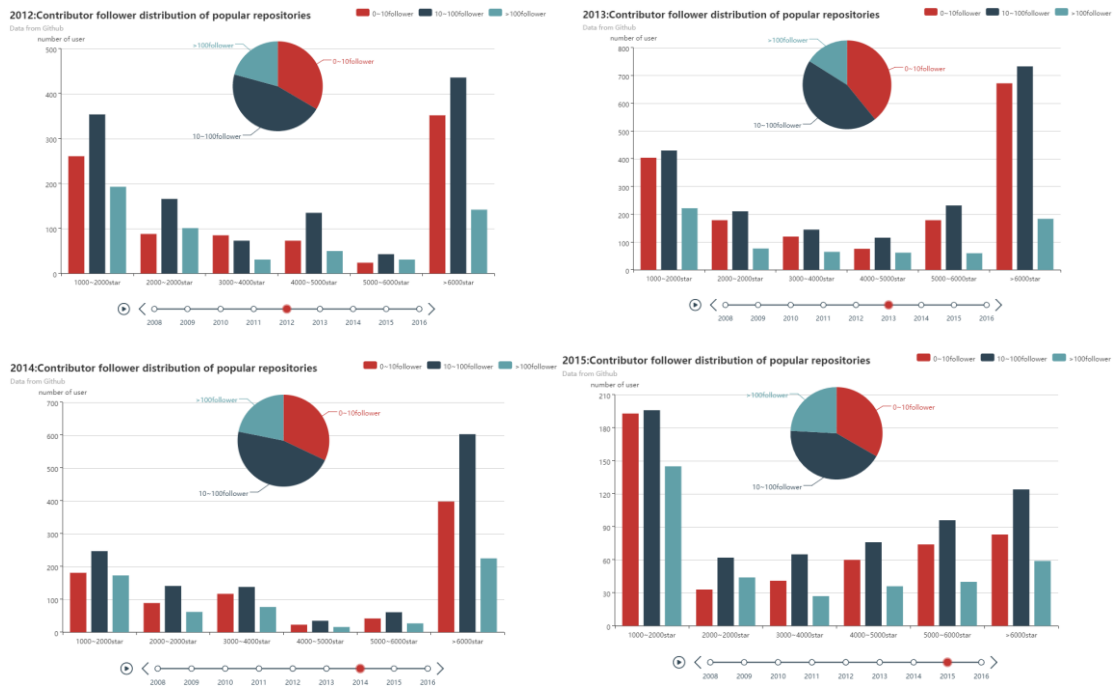 2012:Contributor follower distribution of popular repositories
0~10follower 10~100follower >100follower
Data from Github
number of user
500
400
300
200
100
0
>100follower
0~10follower
10~100follower
1000~2000star 2000~2000star 3000~4000star 4000~5000star 5000~6000star >6000star
2008 2009 2010 2011 2012 2013 2014 2015 2016
2013:Contributor follower distribution of popular repositories
0~10follower 10~100follower >100follower
Data from Github
number of user
800
700
600
500
400
300
200
100
0
>100follower
0~10follower
10~100follower
1000~2000star 2000~2000star 3000~4000star 4000~5000star 5000~6000star >6000star
2008 2009 2010 2011 2012 2013 2014 2015 2016
2014:Contributor follower distribution of popular repositories
0~10follower 10~100follower >100follower
Data from Github
number of user
700
600
500
400
300
200
100
0
>100follower
0~10follower
10~100follower
1000~2000star 2000~2000star 3000~4000star 4000~5000star 5000~6000star >6000star
2008 2009 2010 2011 2012 2013 2014 2015 2016
2015:Contributor follower distribution of popular repositories
0~10follower 10~100follower >100follower
Data from Github
number of user
210
180
150
120
90
60
30
0
>100follower
0~10follower
10~100follower
1000~2000star 2000~2000star 3000~4000star 4000~5000star 5000~6000star >6000star
2008 2009 2010 2011 2012 2013 2014 2015 2016